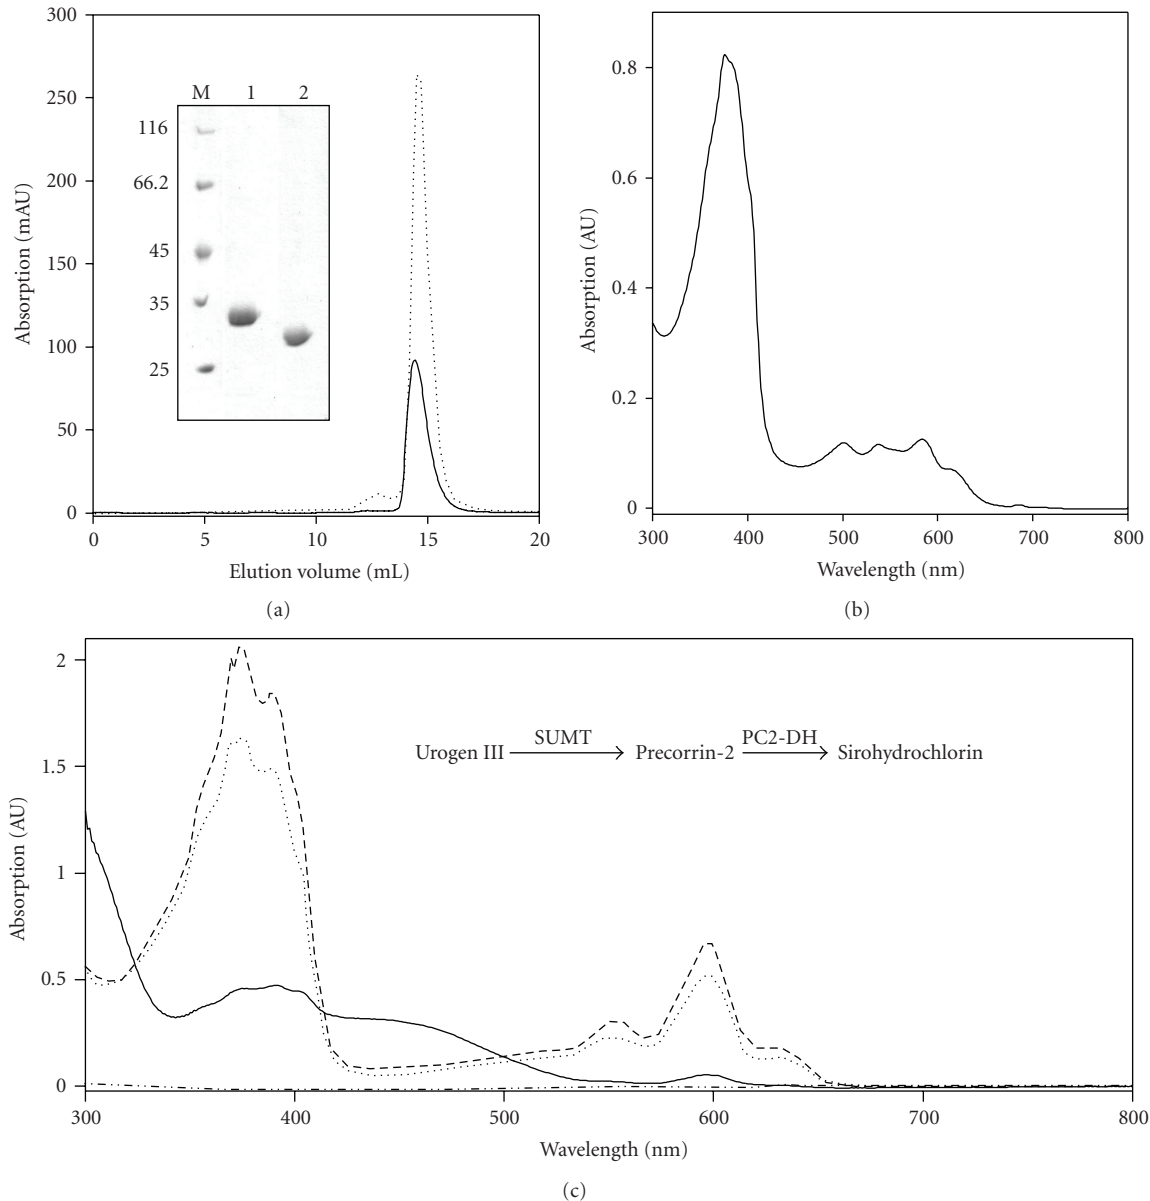 300
250
200
150
100
50
0
Absorption (mAU)
M 1 2
116
66.2
45
35
25
0 5 10 15 20
Elution volume (mL)
(a)
0.8
0.6
0.4
0.2
0
Absorption (AU)
300 400 500 600 700 800
Wavelength (nm)
(b)
2
1.5
1
0.5
0
Absorption (AU)
SUMT PC2-DH
Urogen III Precorrin-2 Sirohydrochlorin
300 400 500 600 700 800
Wavelength (nm)
(c)